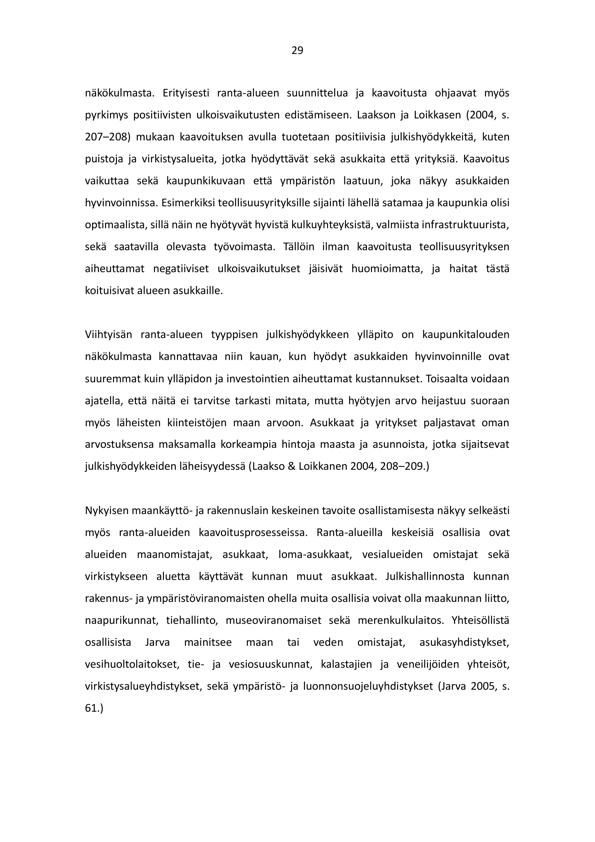 29
näkökulmasta. Erityisesti ranta-alueen suunnittelua ja kaavoitusta ohjaavat myös
pyrkimys positiivisten ulkoisvaikutusten edistämiseen. Laakson ja Loikkasen (2004, s.
207–208) mukaan kaavoituksen avulla tuotetaan positiivisia julkishyödykkeitä, kuten
puistoja ja virkistysalueita, jotka hyödyttävät sekä asukkaita että yrityksiä. Kaavoitus
vaikuttaa sekä kaupunkikuvaan että ympäristön laatuun, joka näkyy asukkaiden
hyvinvoinnissa. Esimerkiksi teollisuusyrityksille sijainti lähellä satamaa ja kaupunkia olisi
optimaalista, sillä näin ne hyötyvät hyvistä kulkuyhteyksistä, valmiista infrastruktuurista,
sekä saatavilla olevasta työvoimasta. Tällöin ilman kaavoitusta teollisuusyrityksen
aiheuttamat negatiiviset ulkoisvaikutukset jäisivät huomioimatta, ja haitat tästä
koituisivat alueen asukkaille.
Viihtyisän ranta-alueen tyyppisen julkishyödykkeen ylläpito on kaupunkitalouden
näkökulmasta kannattavaa niin kauan, kun hyödyt asukkaiden hyvinvoinnille ovat
suuremmat kuin ylläpidon ja investointien aiheuttamat kustannukset. Toisaalta voidaan
ajatella, että näitä ei tarvitse tarkasti mitata, mutta hyötyjen arvo heijastuu suoraan
myös läheisten kiinteistöjen maan arvoon. Asukkaat ja yritykset paljastavat oman
arvostuksensa maksamalla korkeampia hintoja maasta ja asunnoista, jotka sijaitsevat
julkishyödykkeiden läheisyydessä (Laakso & Loikkanen 2004, 208–209.)
Nykyisen maankäyttö- ja rakennuslain keskeinen tavoite osallistamisesta näkyy selkeästi
myös ranta-alueiden kaavoitusprosesseissa. Ranta-alueilla keskeisiä osallisia ovat
alueiden maanomistajat, asukkaat, loma-asukkaat, vesialueiden omistajat sekä
virkistykseen aluetta käyttävät kunnan muut asukkaat. Julkishallinnosta kunnan
rakennus- ja ympäristöviranomaisten ohella muita osallisia voivat olla maakunnan liitto,
naapurikunnat, tiehallinto, museoviranomaiset sekä merenkulkulaitos. Yhteisöllistä
osallisista Jarva mainitsee maan tai veden omistajat, asukasyhdistykset,
vesihuoltolaitokset, tie- ja vesiosuuskunnat, kalastajien ja veneilijöiden yhteisöt,
virkistysalueyhdistykset, sekä ympäristö- ja luonnonsuojeluyhdistykset (Jarva 2005, s.
61.)